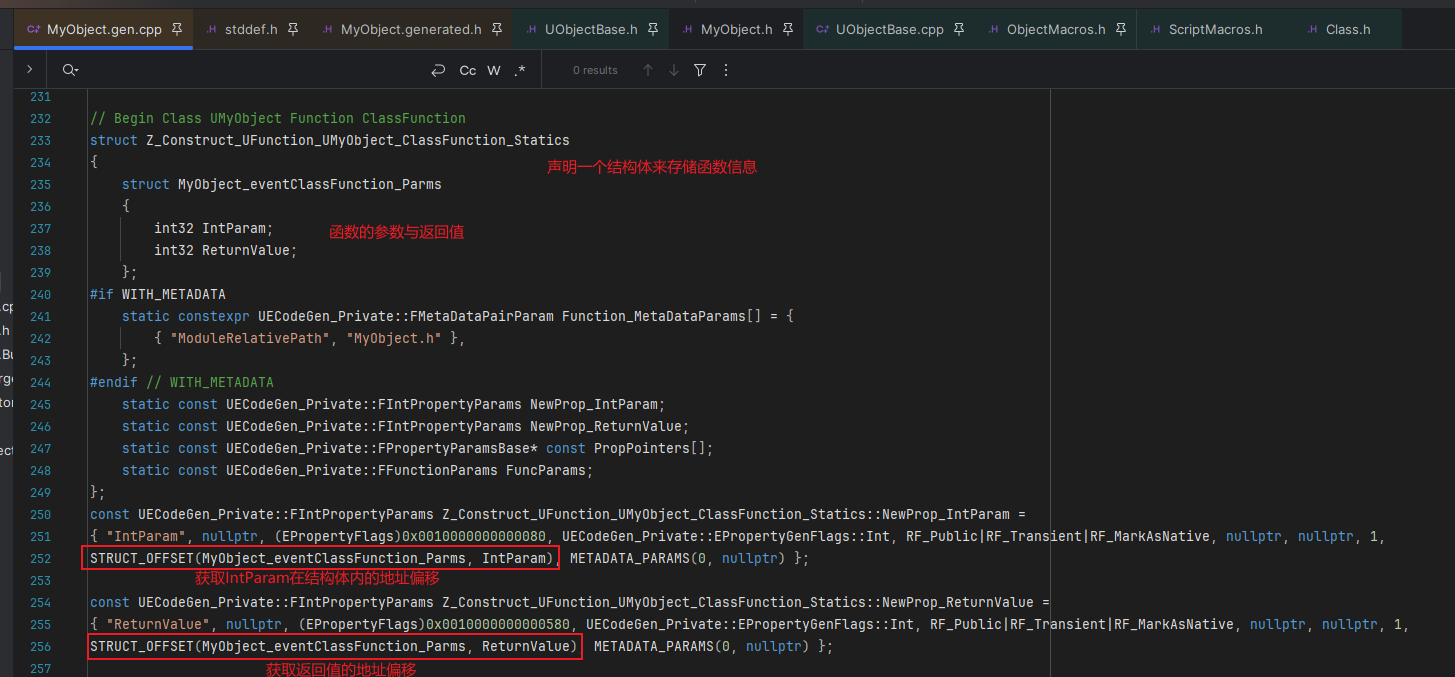 MyObject.gen.cpp stddef.h MyObject.generated.h UObjectBase.h MyObject.h UObjectBase.cpp ObjectMacros.h ScriptMacros.h Class.h
Cc W .* 0 results
231
232 // Begin Class UMyObject Function ClassFunction
233 struct Z_Construct_UFunction_UMyObject_ClassFunction_Statics
234 {
声明一个结构体来存储函数信息
235 struct MyObject_eventClassFunction_Parms
236 {
237 int32 IntParam;
函数的参数与返回值
238 int32 ReturnValue;
239 };
240 #if WITH_METADATA
241 static constexpr UECodeGen_Private::FMetaDataPairParam Function_MetaDataParams[] = {
242 { "ModuleRelativePath", "MyObject.h" },
243 };
244 #endif // WITH_METADATA
245 static const UECodeGen_Private::FIntPropertyParams NewProp_IntParam;
246 static const UECodeGen_Private::FIntPropertyParams NewProp_ReturnValue;
247 static const UECodeGen_Private::FPropertyParamsBase* const PropPointers[];
248 static const UECodeGen_Private::FFunctionParams FuncParams;
249 };
250 const UECodeGen_Private::FIntPropertyParams Z_Construct_UFunction_UMyObject_ClassFunction_Statics::NewProp_IntParam =
251 { "IntParam", nullptr, (EPropertyFlags)0x0010000000000080, UECodeGen_Private::EPropertyGenFlags::Int, RF_Public|RF_Transient|RF_MarkAsNative, nullptr, nullptr, 1,
252 STRUCT_OFFSET(MyObject_eventClassFunction_Parms, IntParam), METADATA_PARAMS(0, nullptr) };
253
获取IntParam在结构体内的地址偏移
254 const UECodeGen_Private::FIntPropertyParams Z_Construct_UFunction_UMyObject_ClassFunction_Statics::NewProp_ReturnValue =
255 { "ReturnValue", nullptr, (EPropertyFlags)0x0010000000000580, UECodeGen_Private::EPropertyGenFlags::Int, RF_Public|RF_Transient|RF_MarkAsNative, nullptr, nullptr, 1,
256 STRUCT_OFFSET(MyObject_eventClassFunction_Parms, ReturnValue) METADATA_PARAMS(0, nullptr) };
257
获取返回值的地址偏移